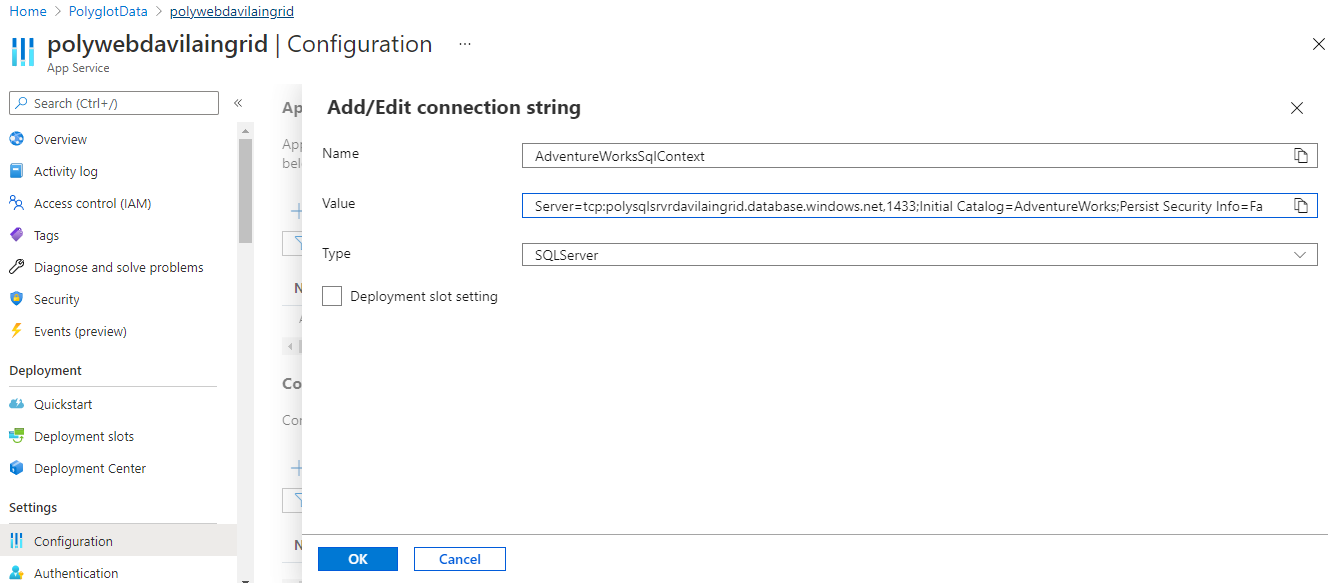 Home > PolyglotData > polywebdavilaingrid
polywebdavilaingrid | Configuration ...
App Service
Search (Ctrl+/)
«
Overview
Activity log
Access control (IAM)
Tags
Diagnose and solve problems
Security
Events (preview)
Deployment
Quickstart
Deployment slots
Deployment Center
Settings
Configuration
Authentication
Ap
App
bel
N
Co
Con
N
Add/Edit connection string
Name
AdventureWorksSqlContext
Value
Server=tcp:polysqlsrvrdavilaingrid.database.windows.net,1433;Initial Catalog=AdventureWorks;Persist Security Info=Fa
Type
SQLServer
Deployment slot setting
OK
Cancel